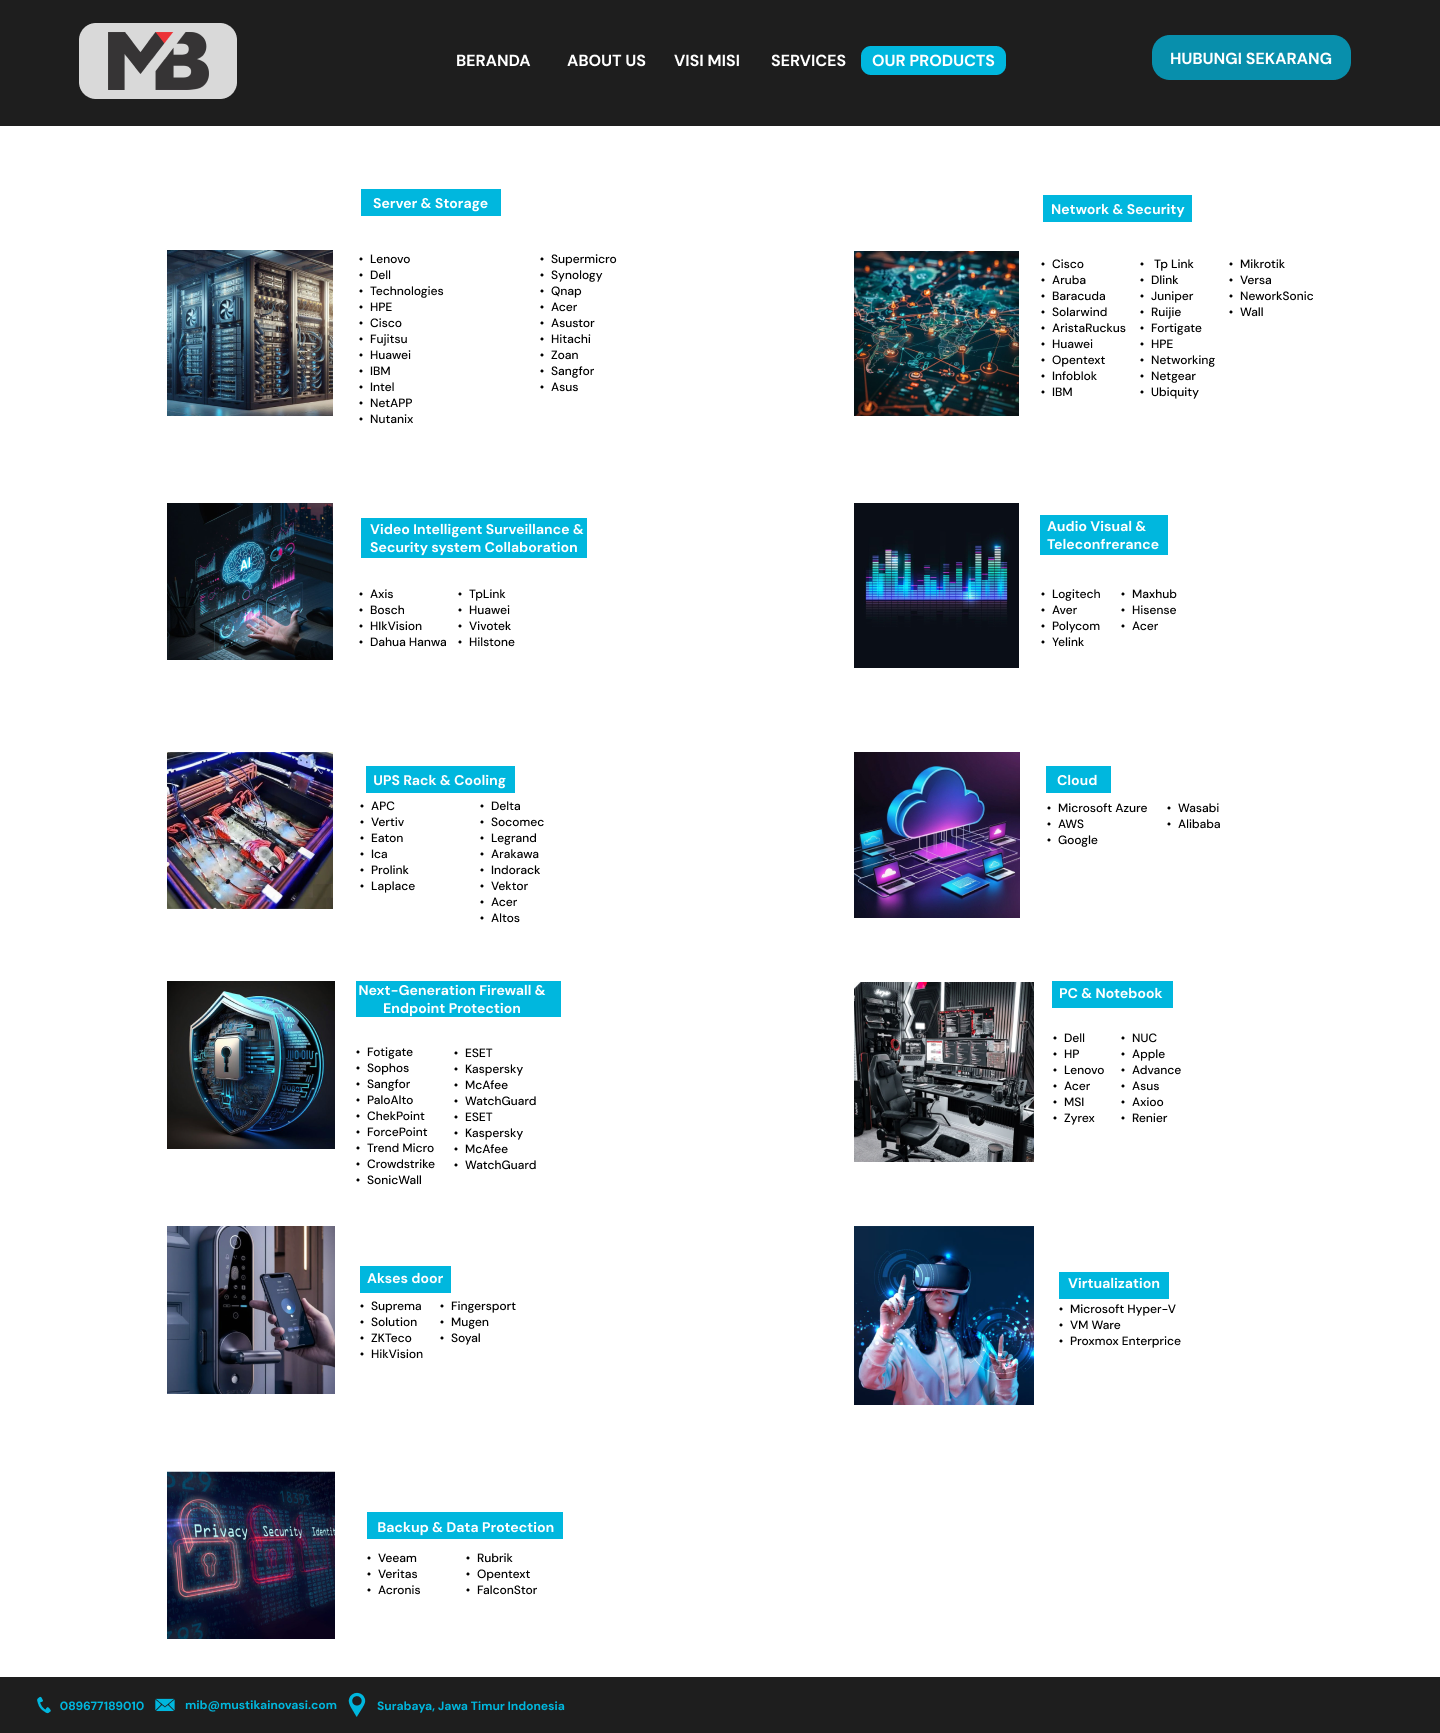 MB
BERANDA
ABOUT US
VISI MISI
SERVICES
OUR PRODUCTS
HUBUNGI SEKARANG
Server & Storage
• Lenovo
• Dell
• Technologies
• HPE
• Cisco
• Fujitsu
• Huawei
• IBM
• Intel
• NetAPP
• Nutanix
• Supermicro
• Synology
• Qnap
• Acer
• Asustor
• Hitachi
• Zoan
• Sangfor
• Asus
Network & Security
• Cisco
• Aruba
• Baracuda
• Solarwind
• AristaRuckus
• Huawei
• Opentext
• Infoblok
• IBM
• Tp Link
• Dlink
• Juniper
• Ruijie
• Fortigate
• HPE
• Networking
• Netgear
• Ubiquity
• Mikrotik
• Versa
• NeworkSonic
• Wall
AI
Video Intelligent Surveillance &
Security system Collaboration
• Axis
• Bosch
• HIkVision
• Dahua Hanwa
• TpLink
• Huawei
• Vivotek
• Hilstone
Audio Visual &
Teleconfrerance
• Logitech
• Aver
• Polycom
• Yelink
• Maxhub
• Hisense
• Acer
UPS Rack & Cooling
• APC
• Vertiv
• Eaton
• Ica
• Prolink
• Laplace
• Delta
• Socomec
• Legrand
• Arakawa
• Indorack
• Vektor
• Acer
• Altos
Cloud
• Microsoft Azure
• AWS
• Google
• Wasabi
• Alibaba
Next-Generation Firewall &
Endpoint Protection
• Fotigate
• Sophos
• Sangfor
• PaloAlto
• ChekPoint
• ForcePoint
• Trend Micro
• Crowdstrike
• SonicWall
• ESET
• Kaspersky
• McAfee
• WatchGuard
• ESET
• Kaspersky
• McAfee
• WatchGuard
PC & Notebook
• Dell
• HP
• Lenovo
• Acer
• MSI
• Zyrex
• NUC
• Apple
• Advance
• Asus
• Axioo
• Renier
Akses door
• Suprema
• Solution
• ZKTeco
• HikVision
• Fingersport
• Mugen
• Soyal
Virtualization
• Microsoft Hyper-V
• VM Ware
• Proxmox Enterprice
Privacy Security
Backup & Data Protection
• Veeam
• Veritas
• Acronis
• Rubrik
• Opentext
• FalconStor
089677189010
mib@mustikainovasi.com
Surabaya, Jawa Timur Indonesia